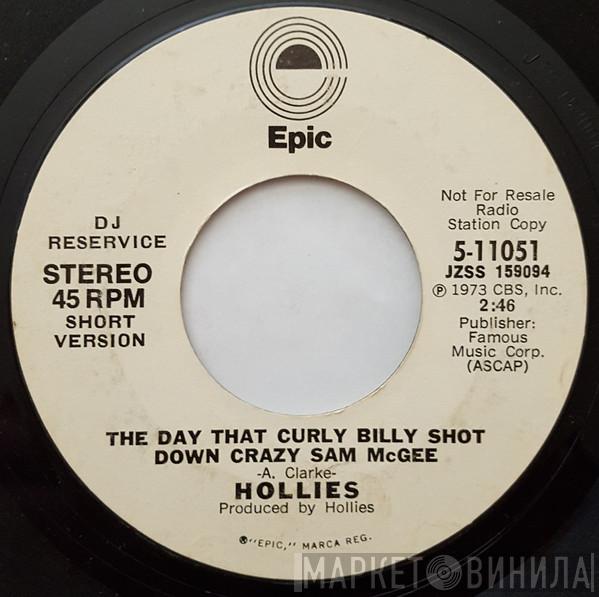 Epic
DJ
RESERVICE
STEREO
45 RPM
SHORT
VERSION
Not For Resale
Radio
Station Copy
5-11051
JZSS 159094
Ⓟ 1973 CBS, Inc.
2:46
Publisher:
Famous
Music Corp.
(ASCAP)
THE DAY THAT CURLY BILLY SHOT
DOWN CRAZY SAM McGEE
-A. Clarke-
HOLLIES
Produced by Hollies
®"EPIC," MARCA REG.
МАРКЕТ ВИНИЛА